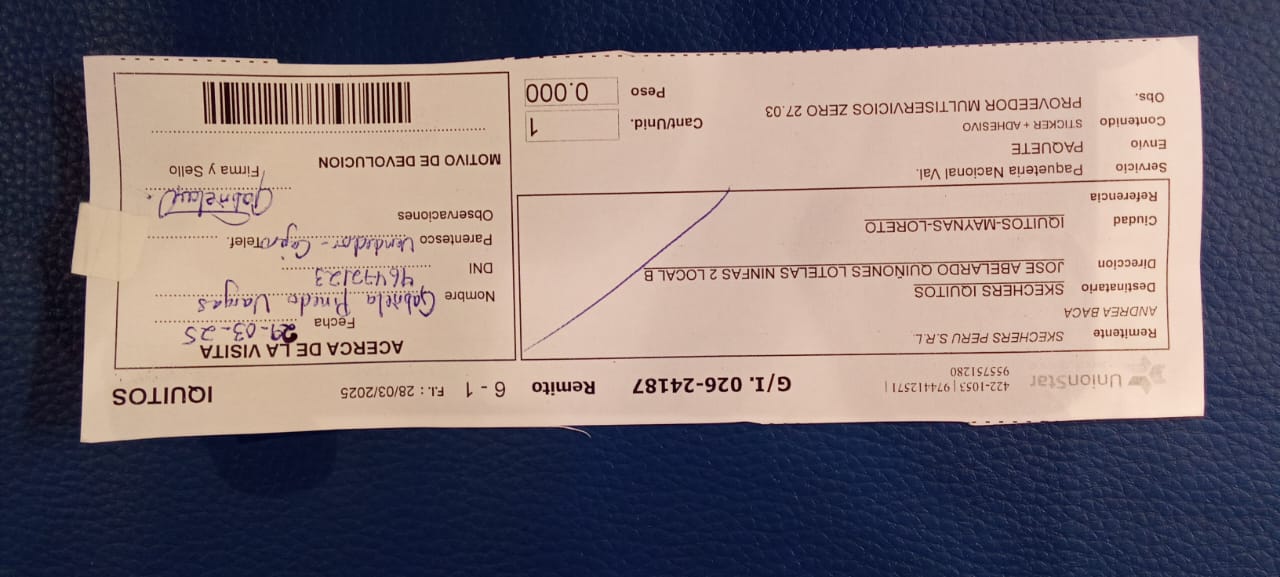 UnionStar
422-1053 | 974412571 |
955751280
G/I. 026-24187
Remito 6 - 1 F.I. : 28/03/2025 IQUITOS
Remitente SKECHERS PERU S.R.L.
ANDREA BACA
Destinatario SKECHERS IQUITOS
Direccion JOSE ABELARDO QUIÑONES LOTELAS NINFAS 2 LOCAL B
Ciudad IQUITOS-MAYNAS-LORETO
Referencia
Servicio Paqueteria Nacional Val.
Envio PAQUETE
Contenido STICKER + ADHESIVO
Obs. PROVEEDOR MULTISERVICIOS ZERO 27.03
Cant/Unid. 1
Peso 0.000
ACERCA DE LA VISITA
Fecha 29-03-25
Nombre Gabriela Pinedo Vargas
DNI 46472123
Parentesco Vendedor - Cajero Telef.
Observaciones
Firma y Sello
MOTIVO DE DEVOLUCION